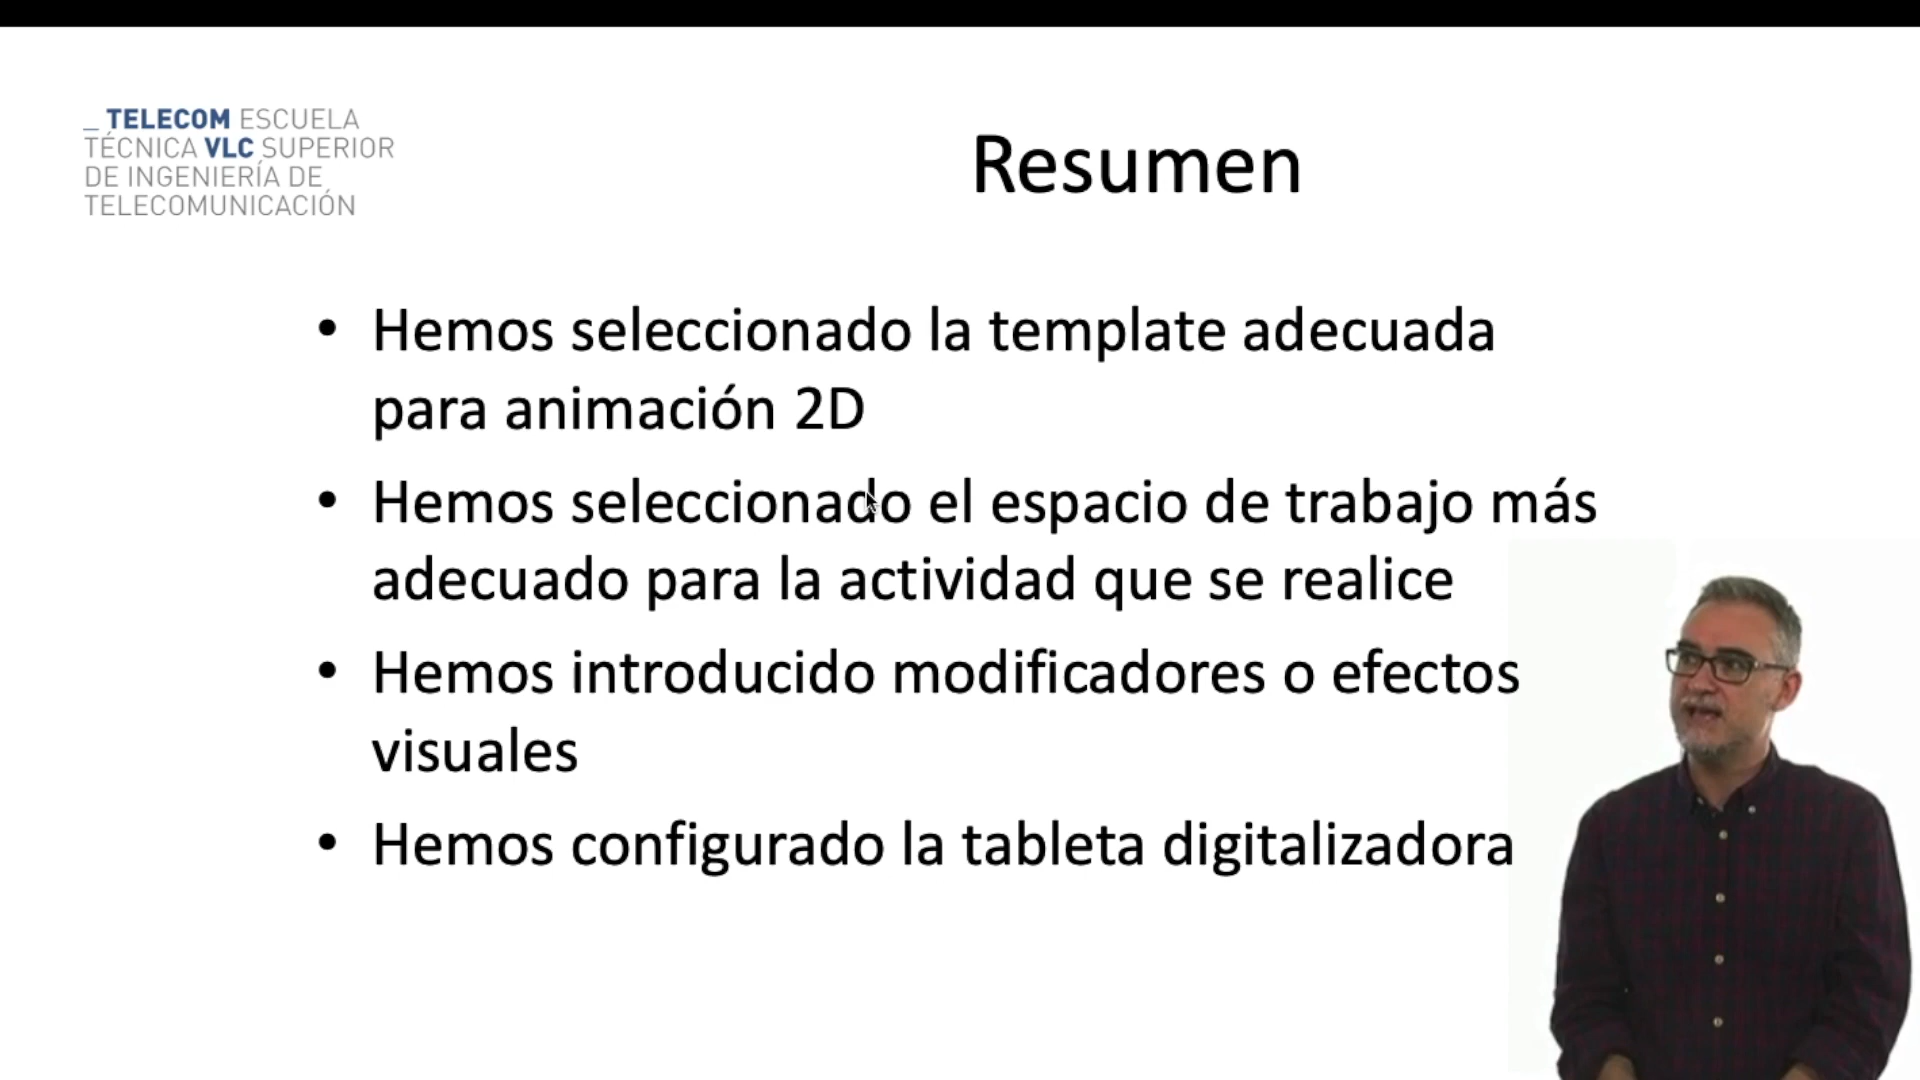 _ TELECOM ESCUELA
TÉCNICA VLC SUPERIOR
DE INGENIERÍA DE
TELECOMUNICACIÓN
Resumen
• Hemos seleccionado la template adecuada
para animación 2D
• Hemos seleccionado el espacio de trabajo más
adecuado para la actividad que se realice
• Hemos introducido modificadores o efectos
visuales
• Hemos configurado la tableta digitalizadora